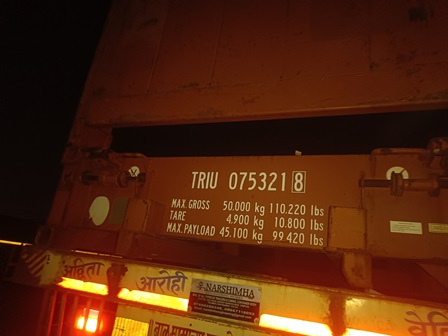 TRIU 075321 8
MAX.GROSS 50.000 kg 110.220 lbs
TARE 4.900 kg 10.800 lbs
MAX.PAYLOAD 45.100 kg 99.420 lbs
अविता आरोही
NARSHIMHA